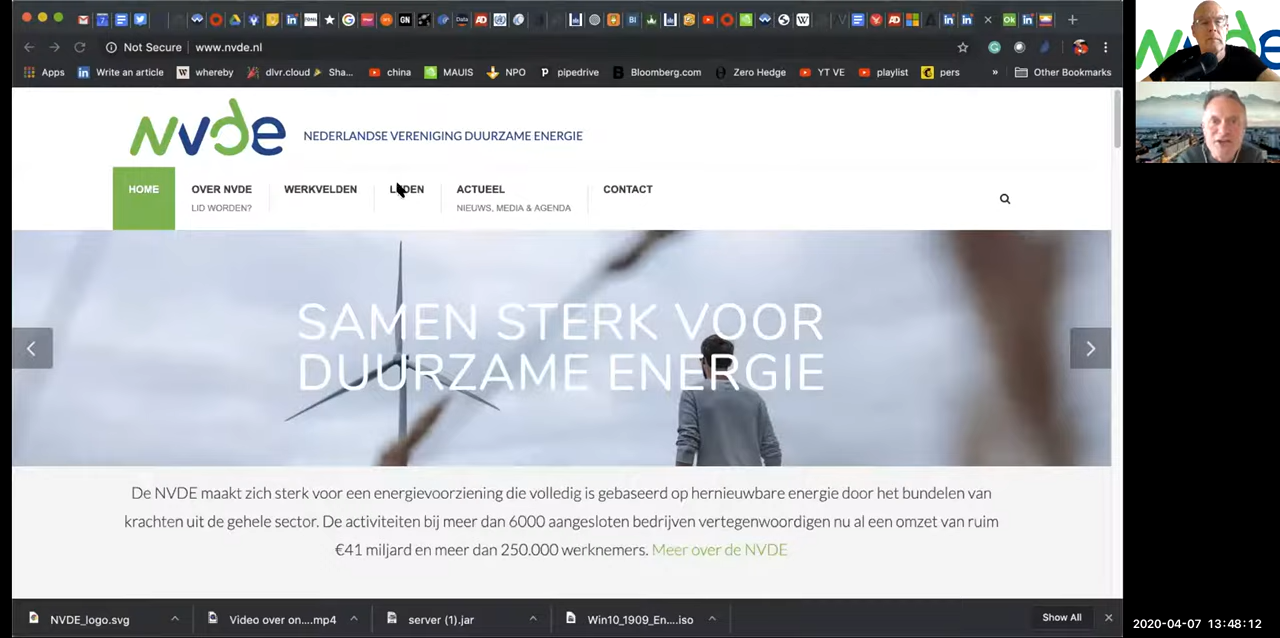 Not Secure | www.nvde.nl
Apps
Write an article
whereby
dlvr.cloud
Sha...
china
MAUIS
NPO
pipedrive
Bloomberg.com
Zero Hedge
YT VE
playlist
pers
»
Other Bookmarks
nvde
NEDERLANDSE VERENIGING DUURZAME ENERGIE
HOME
OVER NVDE
WERKVELDEN
LEDEN
ACTUEEL
CONTACT
LID WORDEN?
NIEUWS, MEDIA & AGENDA
SAMEN STERK VOOR
DUURZAME ENERGIE
De NVDE maakt zich sterk voor een energievoorziening die volledig is gebaseerd op hernieuwbare energie door het bundelen van
krachten uit de gehele sector. De activiteiten bij meer dan 6000 aangesloten bedrijven vertegenwoordigen nu al een omzet van ruim
€41 miljard en meer dan 250.000 werknemers. Meer over de NVDE
NVDE_logo.svg
Video over on....mp4
server (1).jar
Win10_1909_En....iso
Show All
2020-04-07 13:48:12